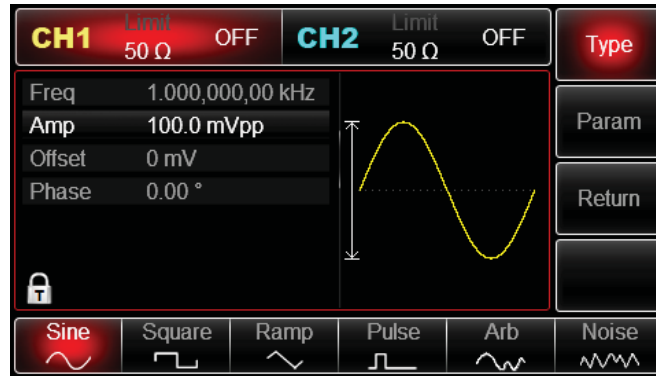 CH1 Limit 50 Ω OFF CH2 Limit 50 Ω OFF Type
Freq 1.000,000,00 kHz
Amp 100.0 mVpp
Offset 0 mV
Phase 0.00 °
Param
Return
T
Sine Square Ramp Pulse Arb Noise